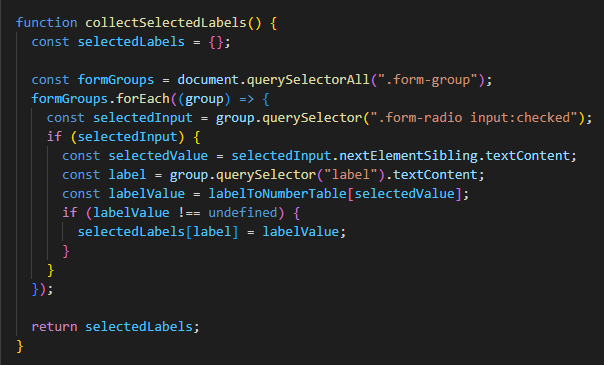 function collectSelectedLabels() {
  const selectedLabels = {};

  const formGroups = document.querySelectorAll(".form-group");
  formGroups.forEach((group) => {
    const selectedInput = group.querySelector(".form-radio input:checked");
    if (selectedInput) {
      const selectedValue = selectedInput.nextElementSibling.textContent;
      const label = group.querySelector("label").textContent;
      const labelValue = labelToNumberTable[selectedValue];
      if (labelValue !== undefined) {
        selectedLabels[label] = labelValue;
      }
    }
  });

  return selectedLabels;
}